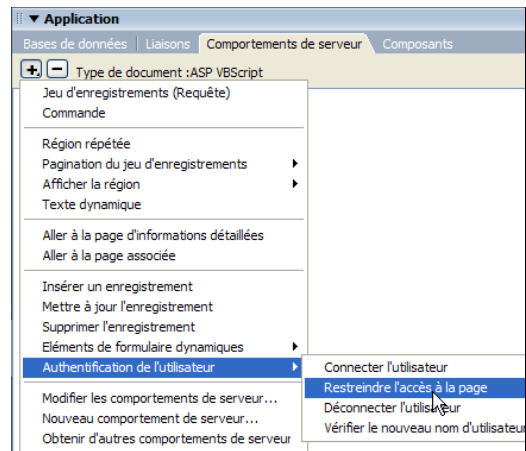 Application
Bases de données Liaisons Comportements de serveur Composants
Type de document :ASP VBScript
Jeu d'enregistrements (Requête)
Commande
Région répétée
Pagination du jeu d'enregistrements
Afficher la région
Texte dynamique
Aller à la page d'informations détaillées
Aller à la page associée
Insérer un enregistrement
Mettre à jour l'enregistrement
Supprimer l'enregistrement
Eléments de formulaire dynamiques
Authentification de l'utilisateur
Connecter l'utilisateur
Restreindre l'accès à la page
Déconnecter l'utilisateur
Vérifier le nouveau nom d'utilisateur
Modifier les comportements de serveur...
Nouveau comportement de serveur...
Obtenir d'autres comportements de serveur